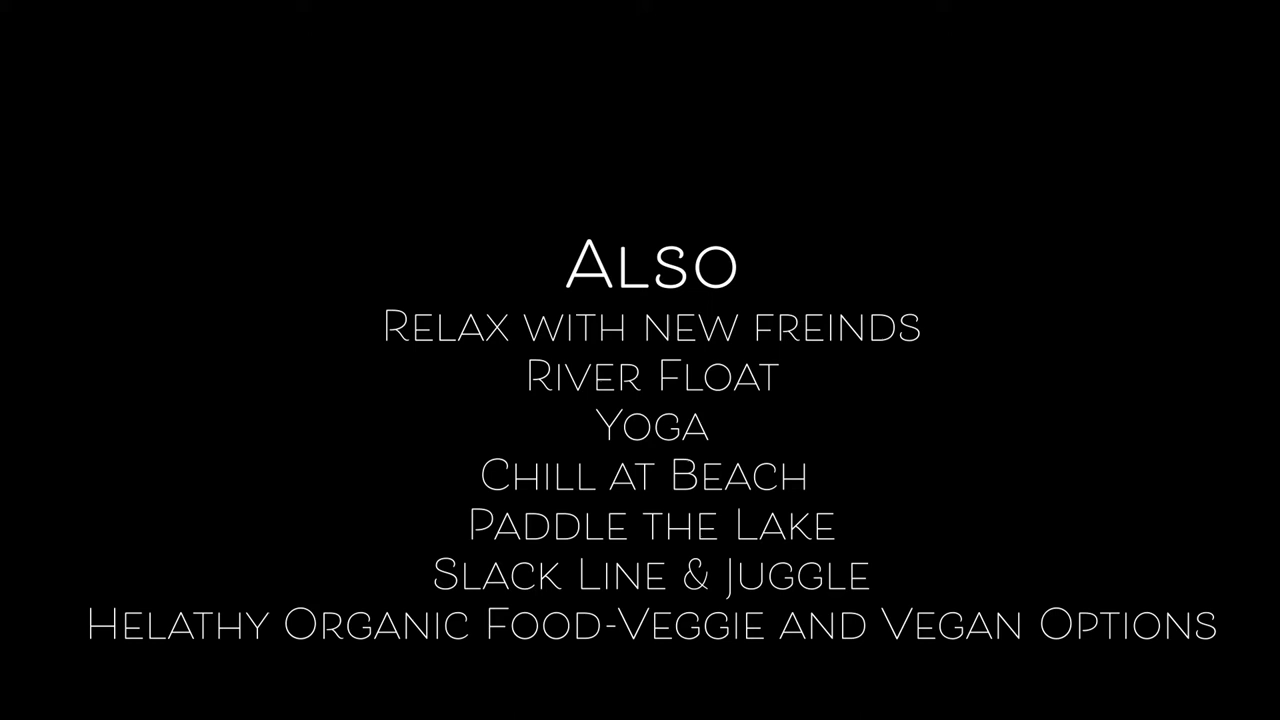 Also
Relax with new freinds
River Float
Yoga
Chill at Beach
Paddle the Lake
Slack Line & Juggle
Helathy Organic Food-Veggie and Vegan Options